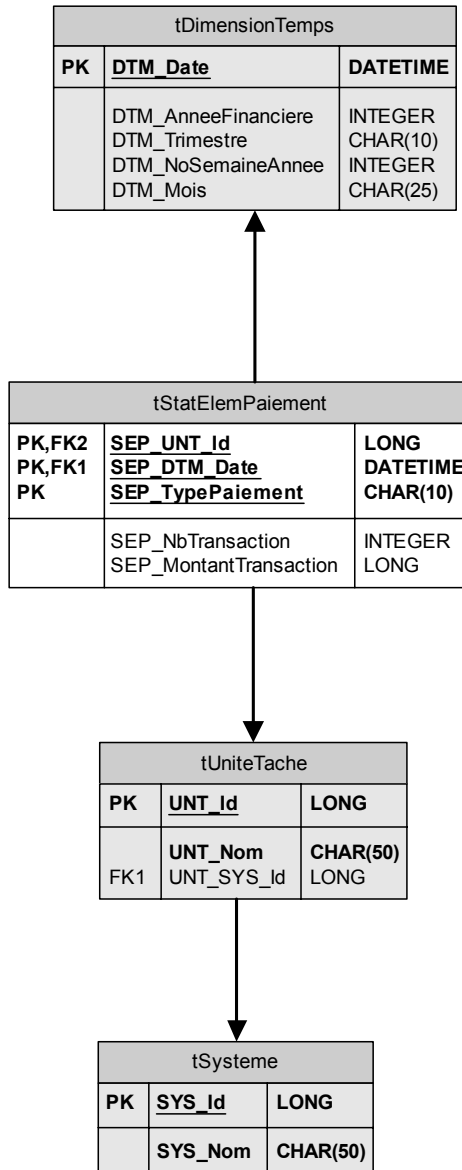 tDimensionTemps
PK DTM_Date DATETIME
DTM_AnneeFinanciere INTEGER
DTM_Trimestre CHAR(10)
DTM_NoSemaineAnnee INTEGER
DTM_Mois CHAR(25)
tStatElemPaiement
PK,FK2 SEP_UNT_Id LONG
PK,FK1 SEP_DTM_Date DATETIME
PK SEP_TypePaiement CHAR(10)
SEP_NbTransaction INTEGER
SEP_MontantTransaction LONG
tUniteTache
PK UNT_Id LONG
UNT_Nom CHAR(50)
FK1 UNT_SYS_Id LONG
tSysteme
PK SYS_Id LONG
SYS_Nom CHAR(50)